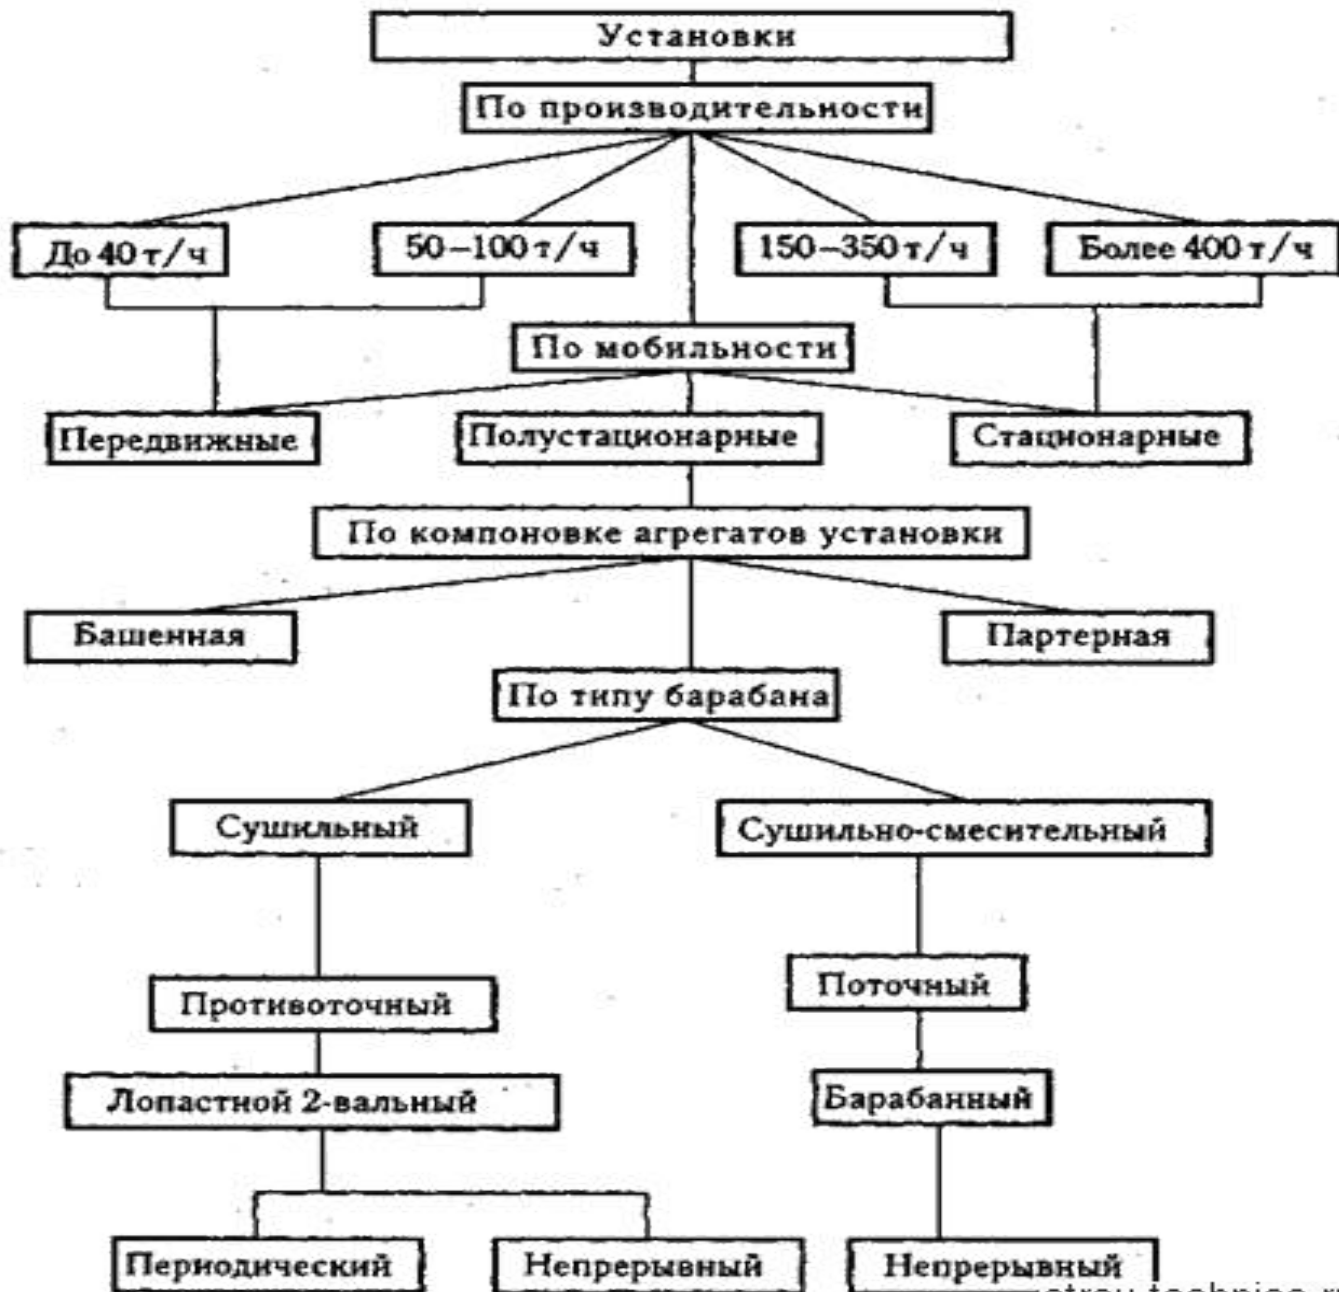 Установки
По производительности
До 40 т/ч
50–100 т/ч
150–350 т/ч
Более 400 т/ч
По мобильности
Передвижные
Полустационарные
Стационарные
По компоновке агрегатов установки
Башенная
Партерная
По типу барабана
Сушильный
Сушильно-смесительный
Поточный
Противоточный
Барабанный
Лопастной 2-вальный
Периодический
Непрерывный
Непрерывный